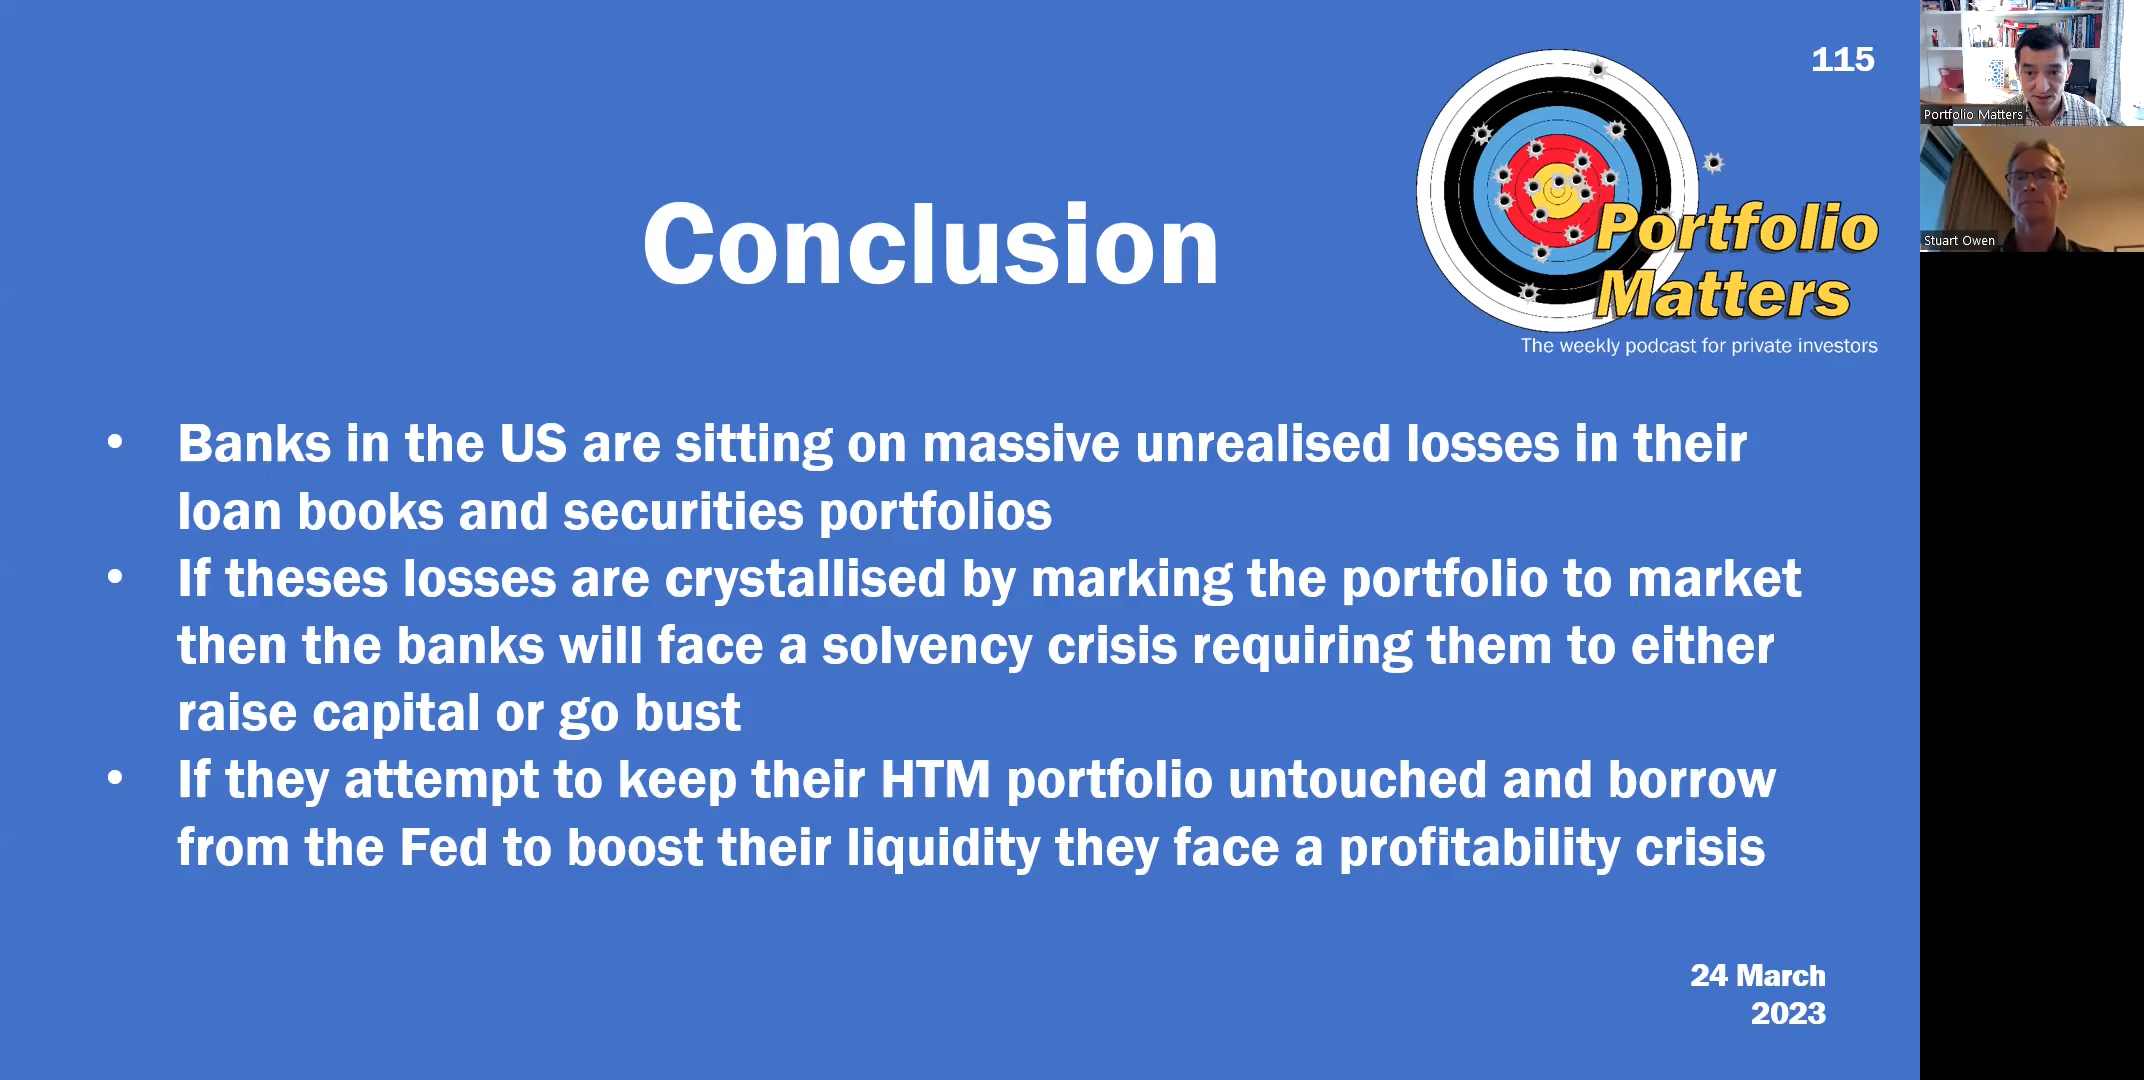 115
Portfolio Matters
Stuart Owen
Conclusion
Portfolio
Matters
The weekly podcast for private investors
• Banks in the US are sitting on massive unrealised losses in their
loan books and securities portfolios
• If theses losses are crystallised by marking the portfolio to market
then the banks will face a solvency crisis requiring them to either
raise capital or go bust
• If they attempt to keep their HTM portfolio untouched and borrow
from the Fed to boost their liquidity they face a profitability crisis
24 March
2023